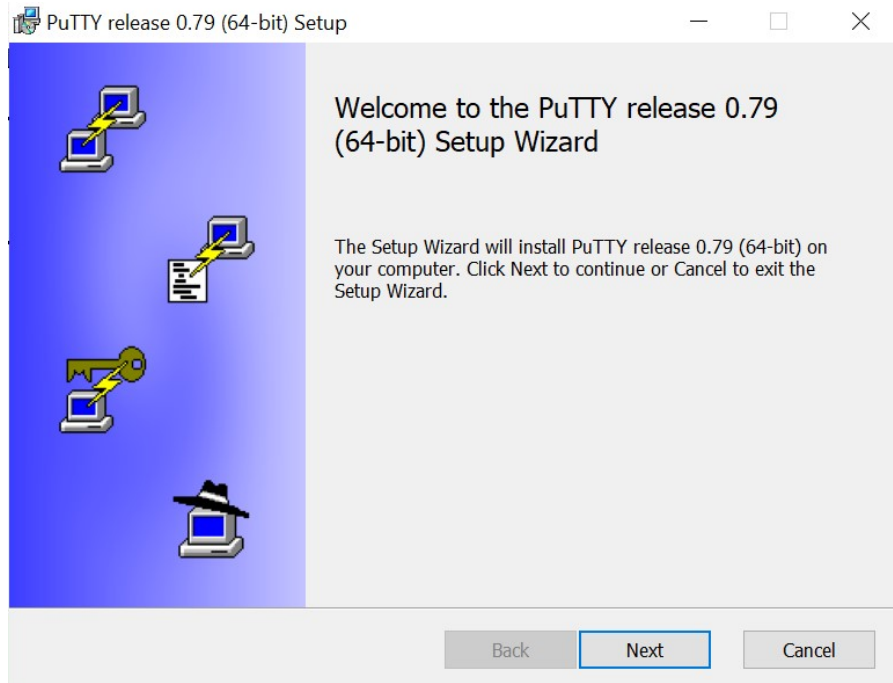 PuTTY release 0.79 (64-bit) Setup
Welcome to the PuTTY release 0.79
(64-bit) Setup Wizard
The Setup Wizard will install PuTTY release 0.79 (64-bit) on
your computer. Click Next to continue or Cancel to exit the
Setup Wizard.
Back
Next
Cancel